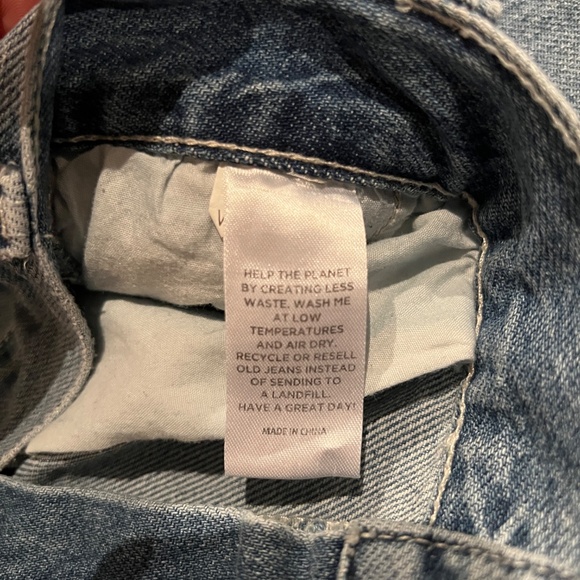 HELP THE PLANET
BY CREATING LESS
WASTE. WASH ME
AT LOW
TEMPERATURES
AND AIR DRY.
RECYCLE OR RESELL
OLD JEANS INSTEAD
OF SENDING TO
A LANDFILL.
HAVE A GREAT DAY!
MADE IN CHINA